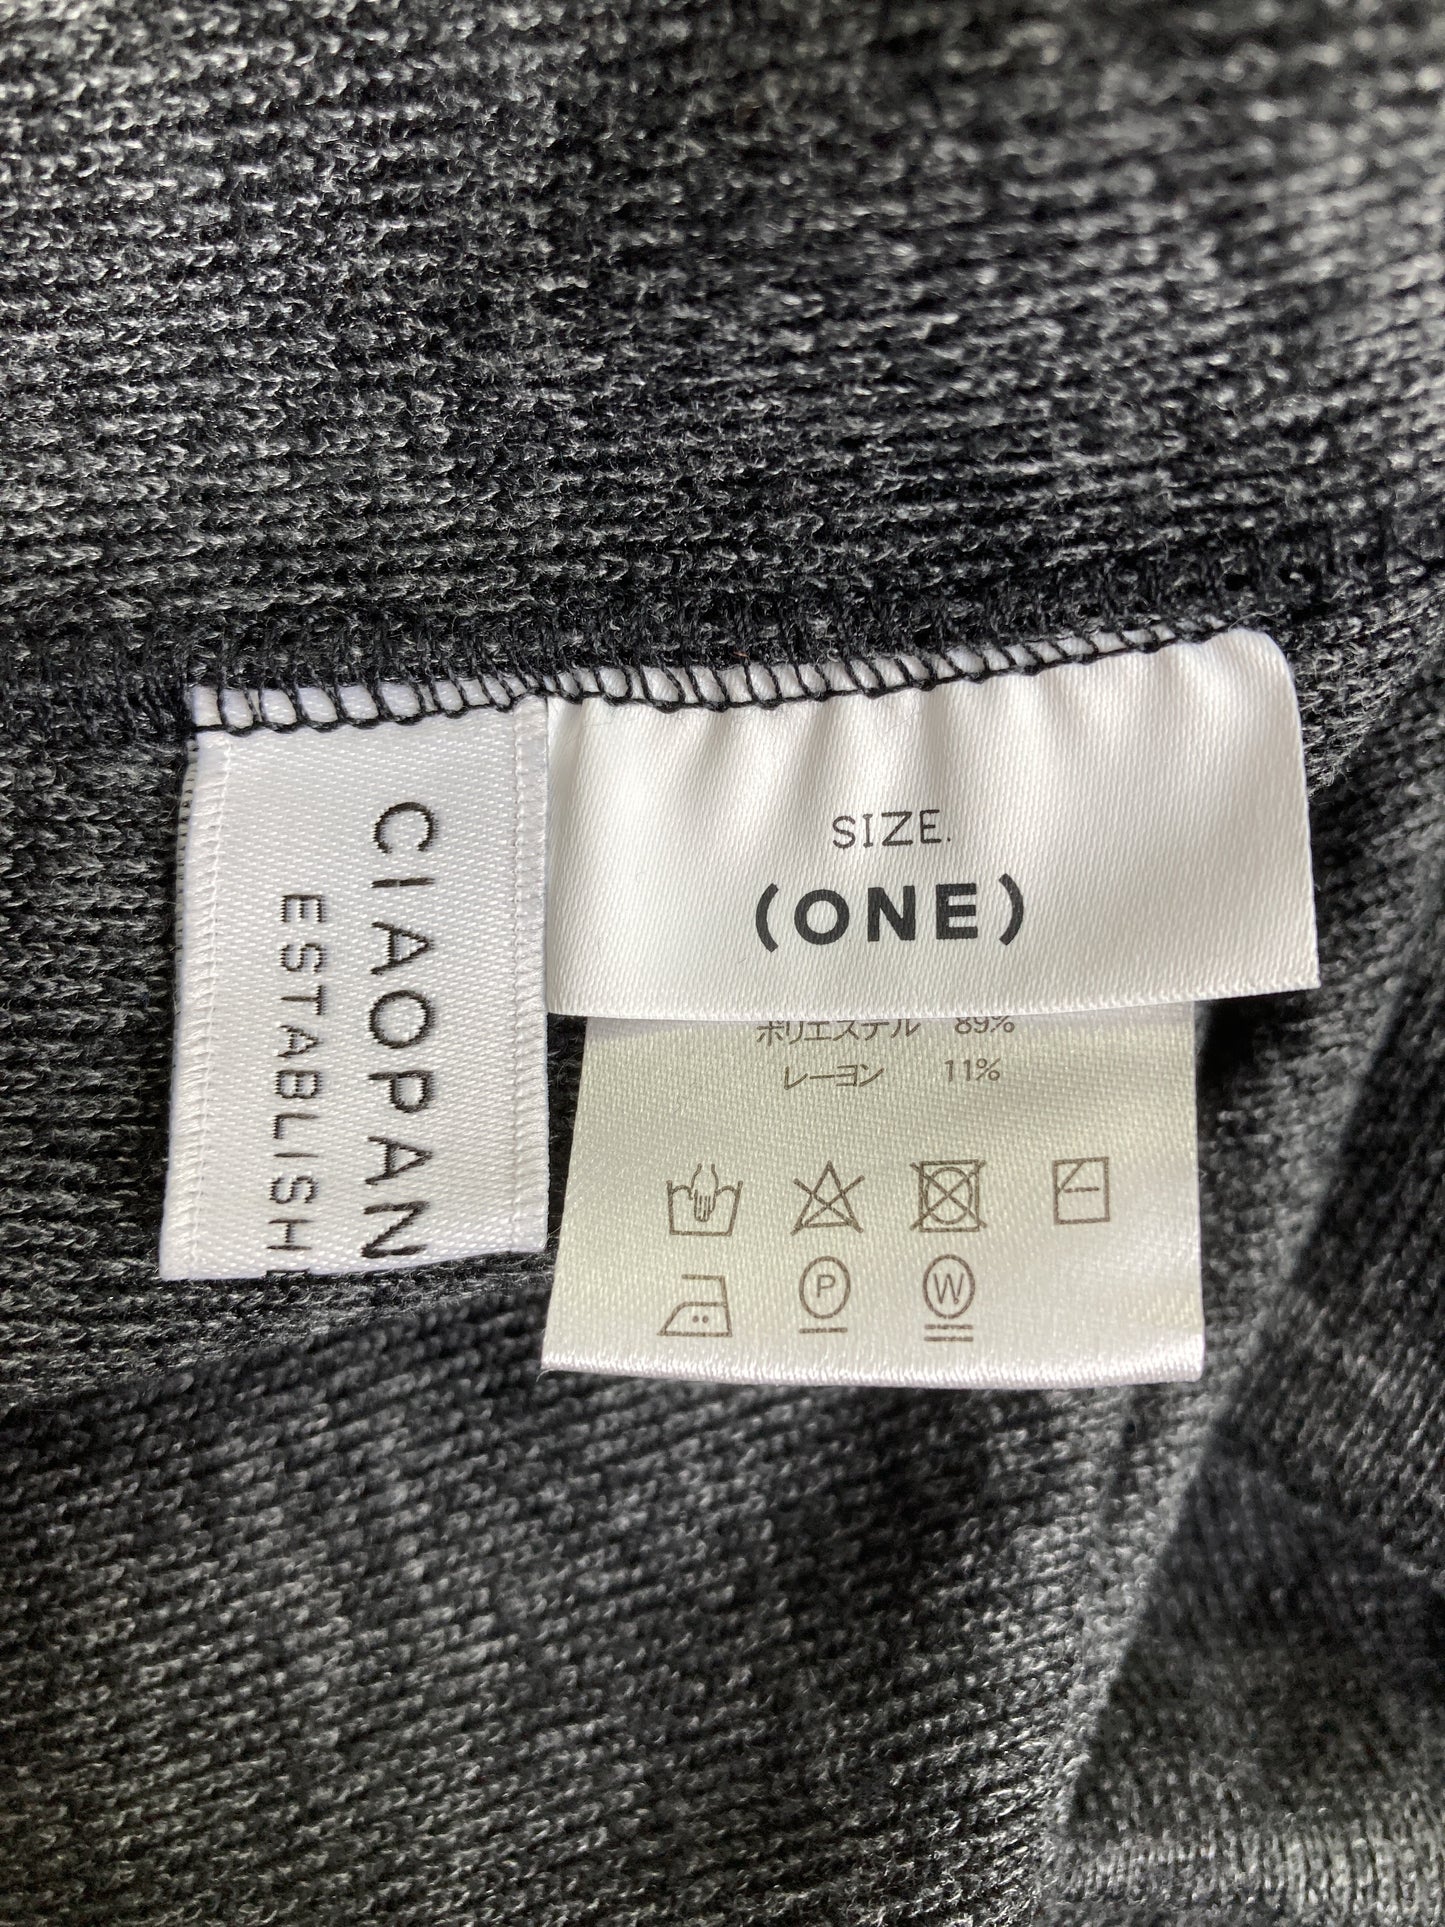 CIAOPAN
ESTABLISH
SIZE.
(ONE)
ポリエステル 89%
レーヨン 11%
P
W